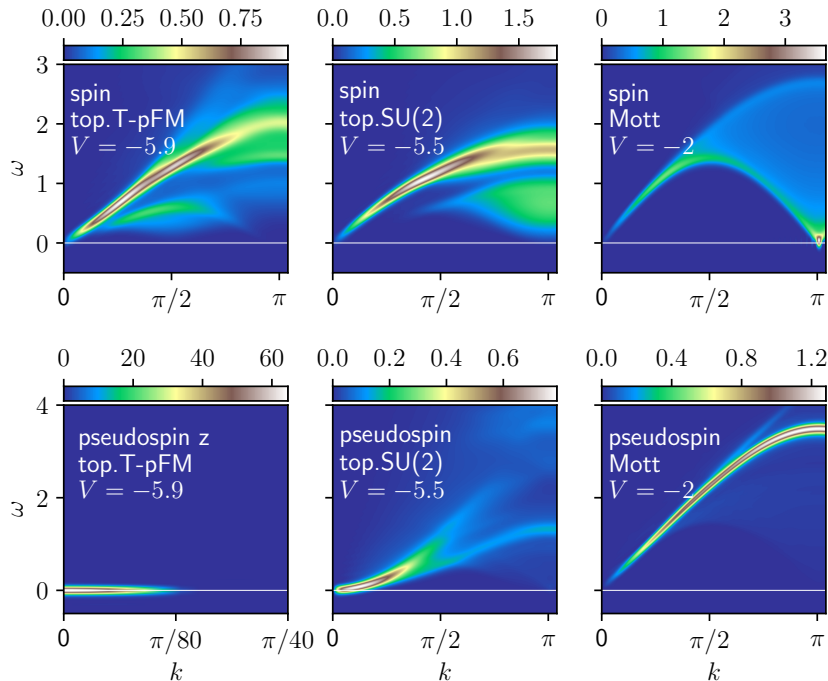 0.00 0.25 0.50 0.75
0.0 0.5 1.0 1.5
0 1 2 3
3
2
1
0
ω
spin
top.T-pFM
V = −5.9
spin
top.SU(2)
V = −5.5
spin
Mott
V = −2
0 π/2 π
0 π/2 π
0 π/2 π
0 20 40 60
0.0 0.2 0.4 0.6
0.0 0.4 0.8 1.2
4
2
0
ω
pseudospin z
top.T-pFM
V = −5.9
pseudospin
top.SU(2)
V = −5.5
pseudospin
Mott
V = −2
0 π/80 π/40
0 π/2 π
0 π/2 π
k
k
k